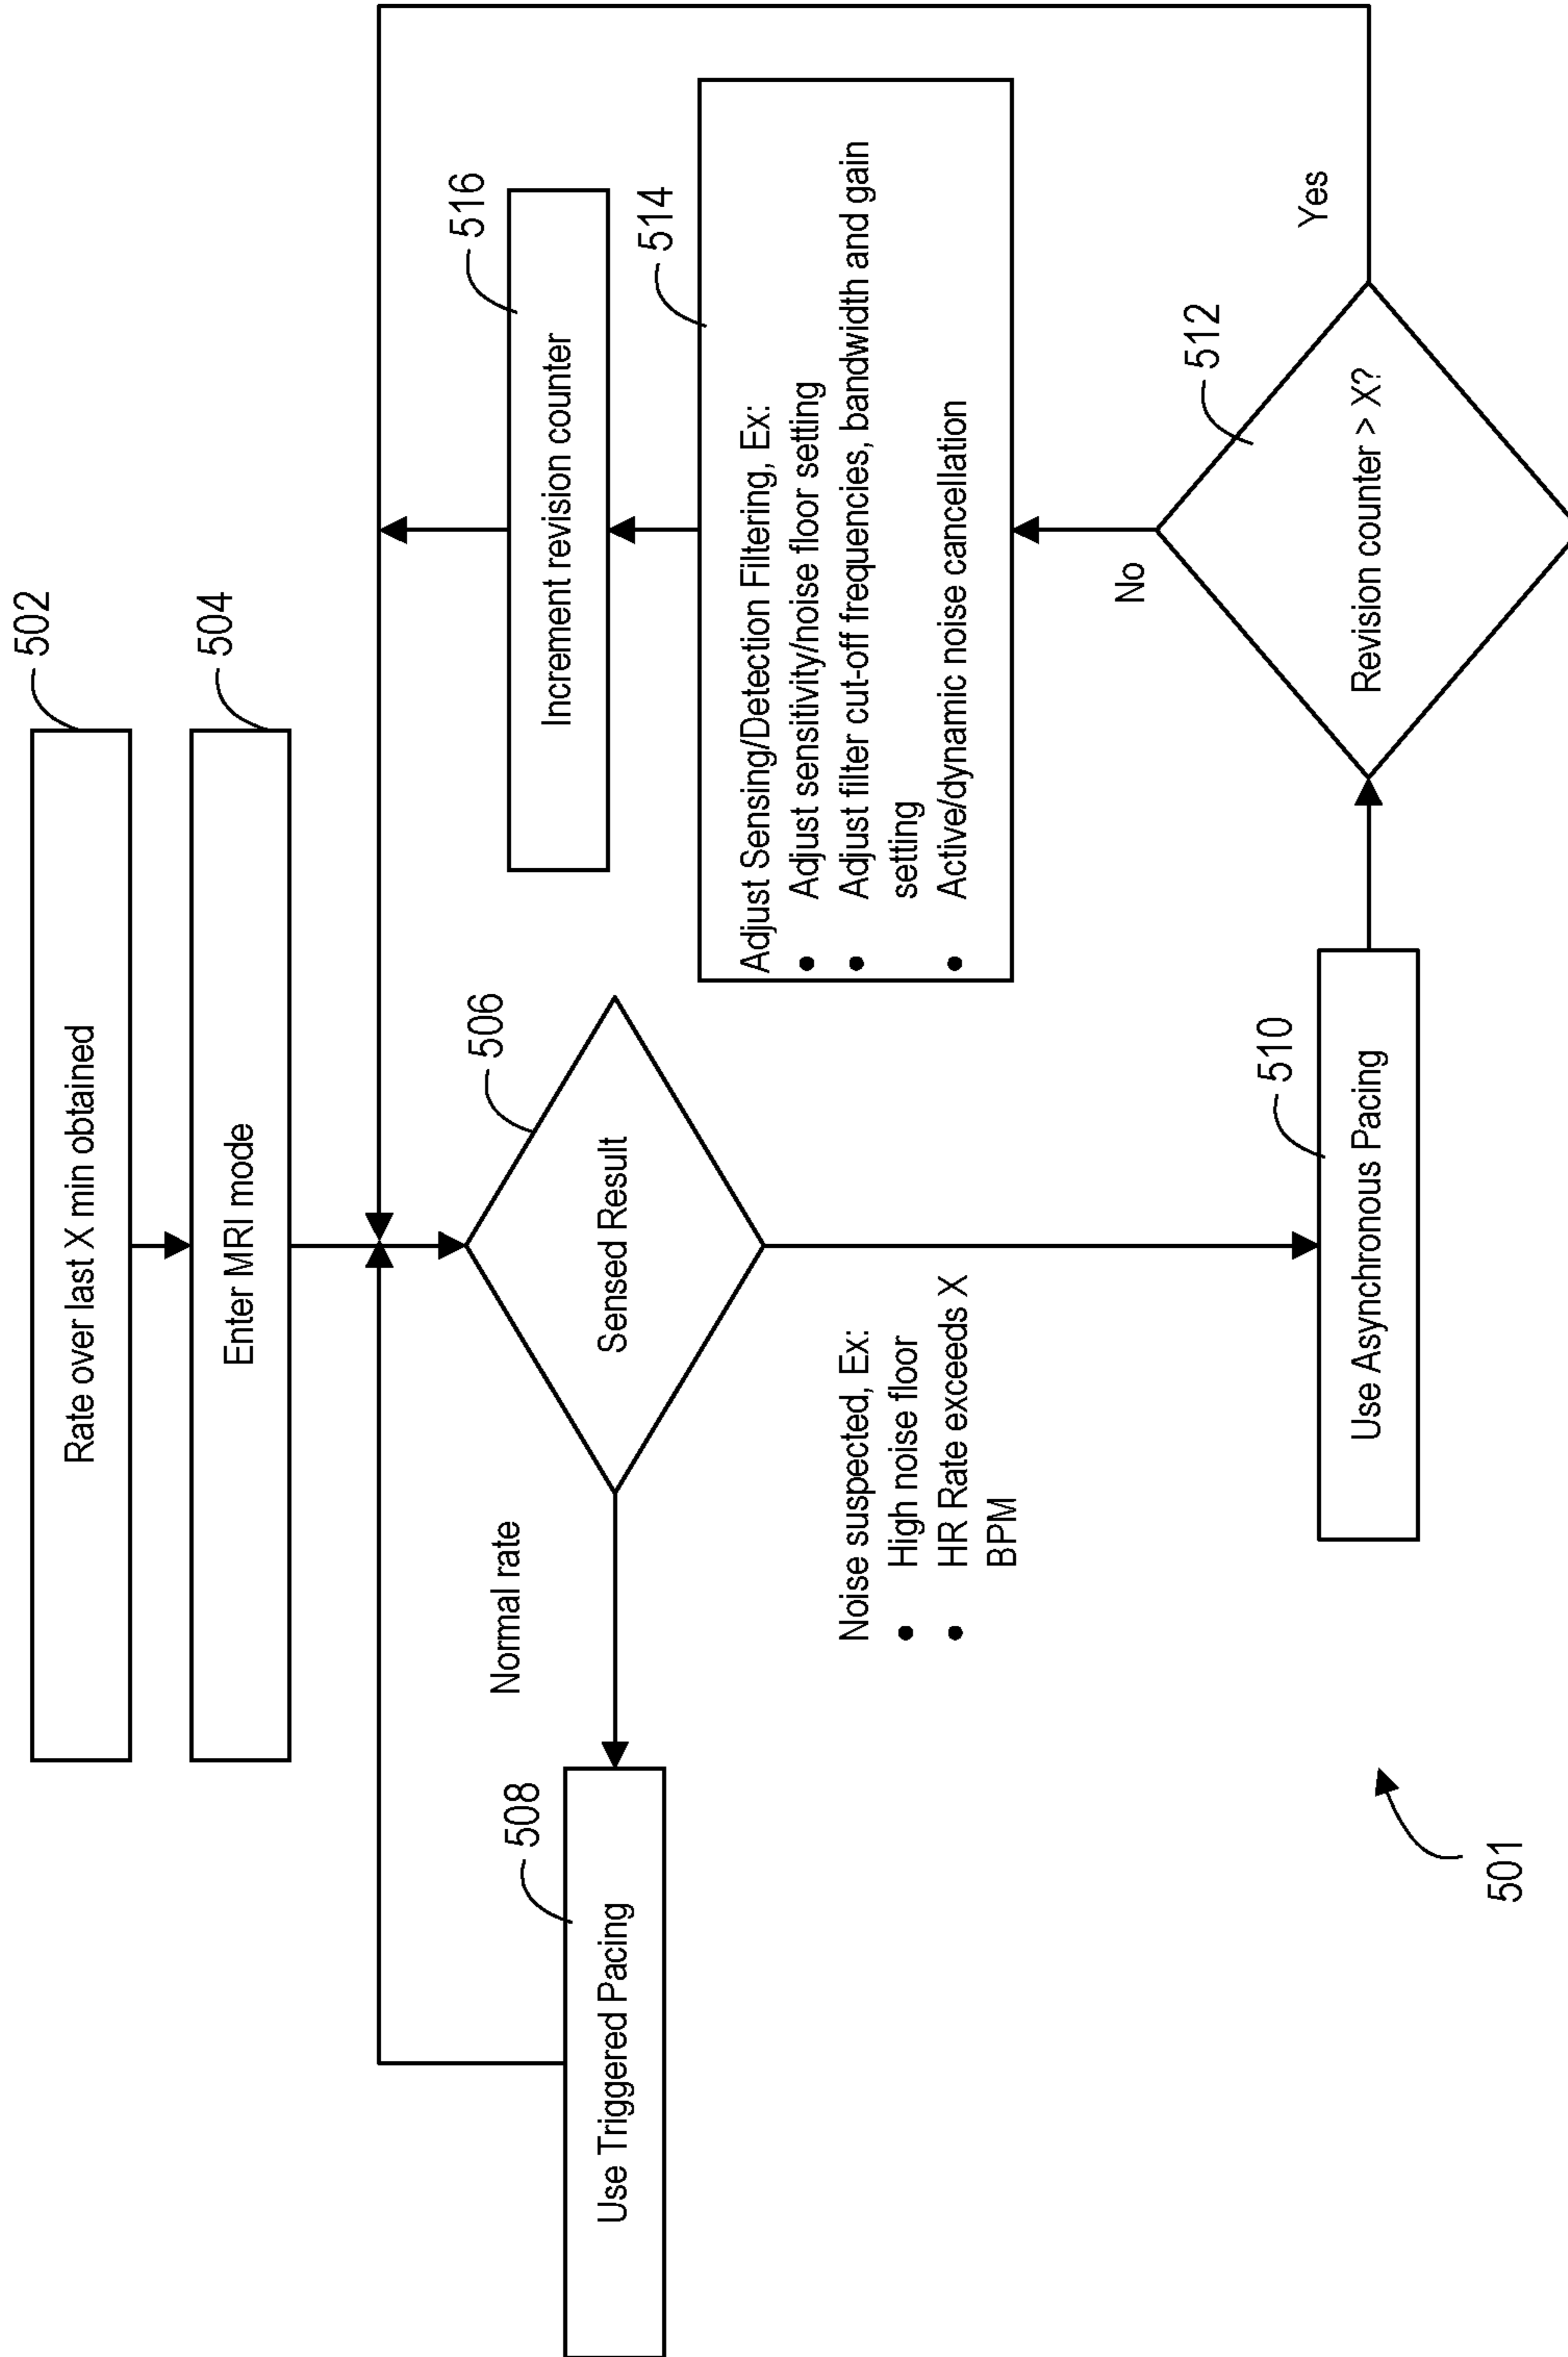 502
Rate over last X min obtained
504
Enter MRI mode
506
Sensed Result
Normal rate
508
Use Triggered Pacing
Noise suspected, Ex:
• High noise floor
• HR Rate exceeds X
BPM
510
Use Asynchronous Pacing
512
Revision counter > X?
No
Yes
514
Adjust Sensing/Detection Filtering, Ex:
• Adjust sensitivity/noise floor setting
• Adjust filter cut-off frequencies, bandwidth and gain
setting
• Active/dynamic noise cancellation
516
Increment revision counter
501